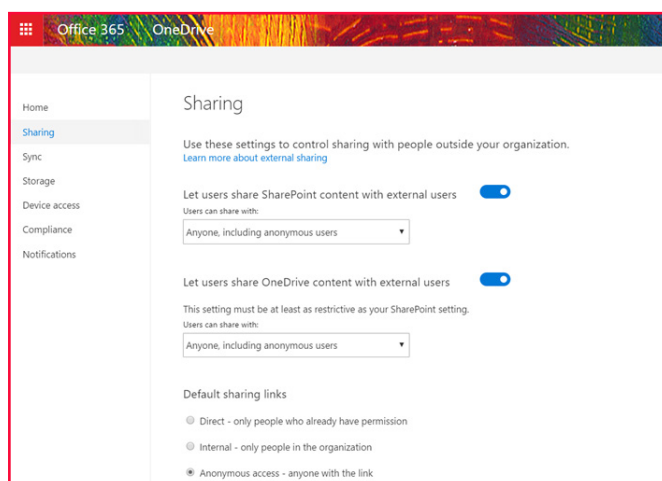 Office 365 OneDrive
Home
Sharing
Sync
Storage
Device access
Compliance
Notifications
Sharing
Use these settings to control sharing with people outside your organization.
Learn more about external sharing
Let users share SharePoint content with external users
Users can share with:
Anyone, including anonymous users
Let users share OneDrive content with external users
This setting must be at least as restrictive as your SharePoint setting.
Users can share with:
Anyone, including anonymous users
Default sharing links
Direct - only people who already have permission
Internal - only people in the organization
Anonymous access - anyone with the link